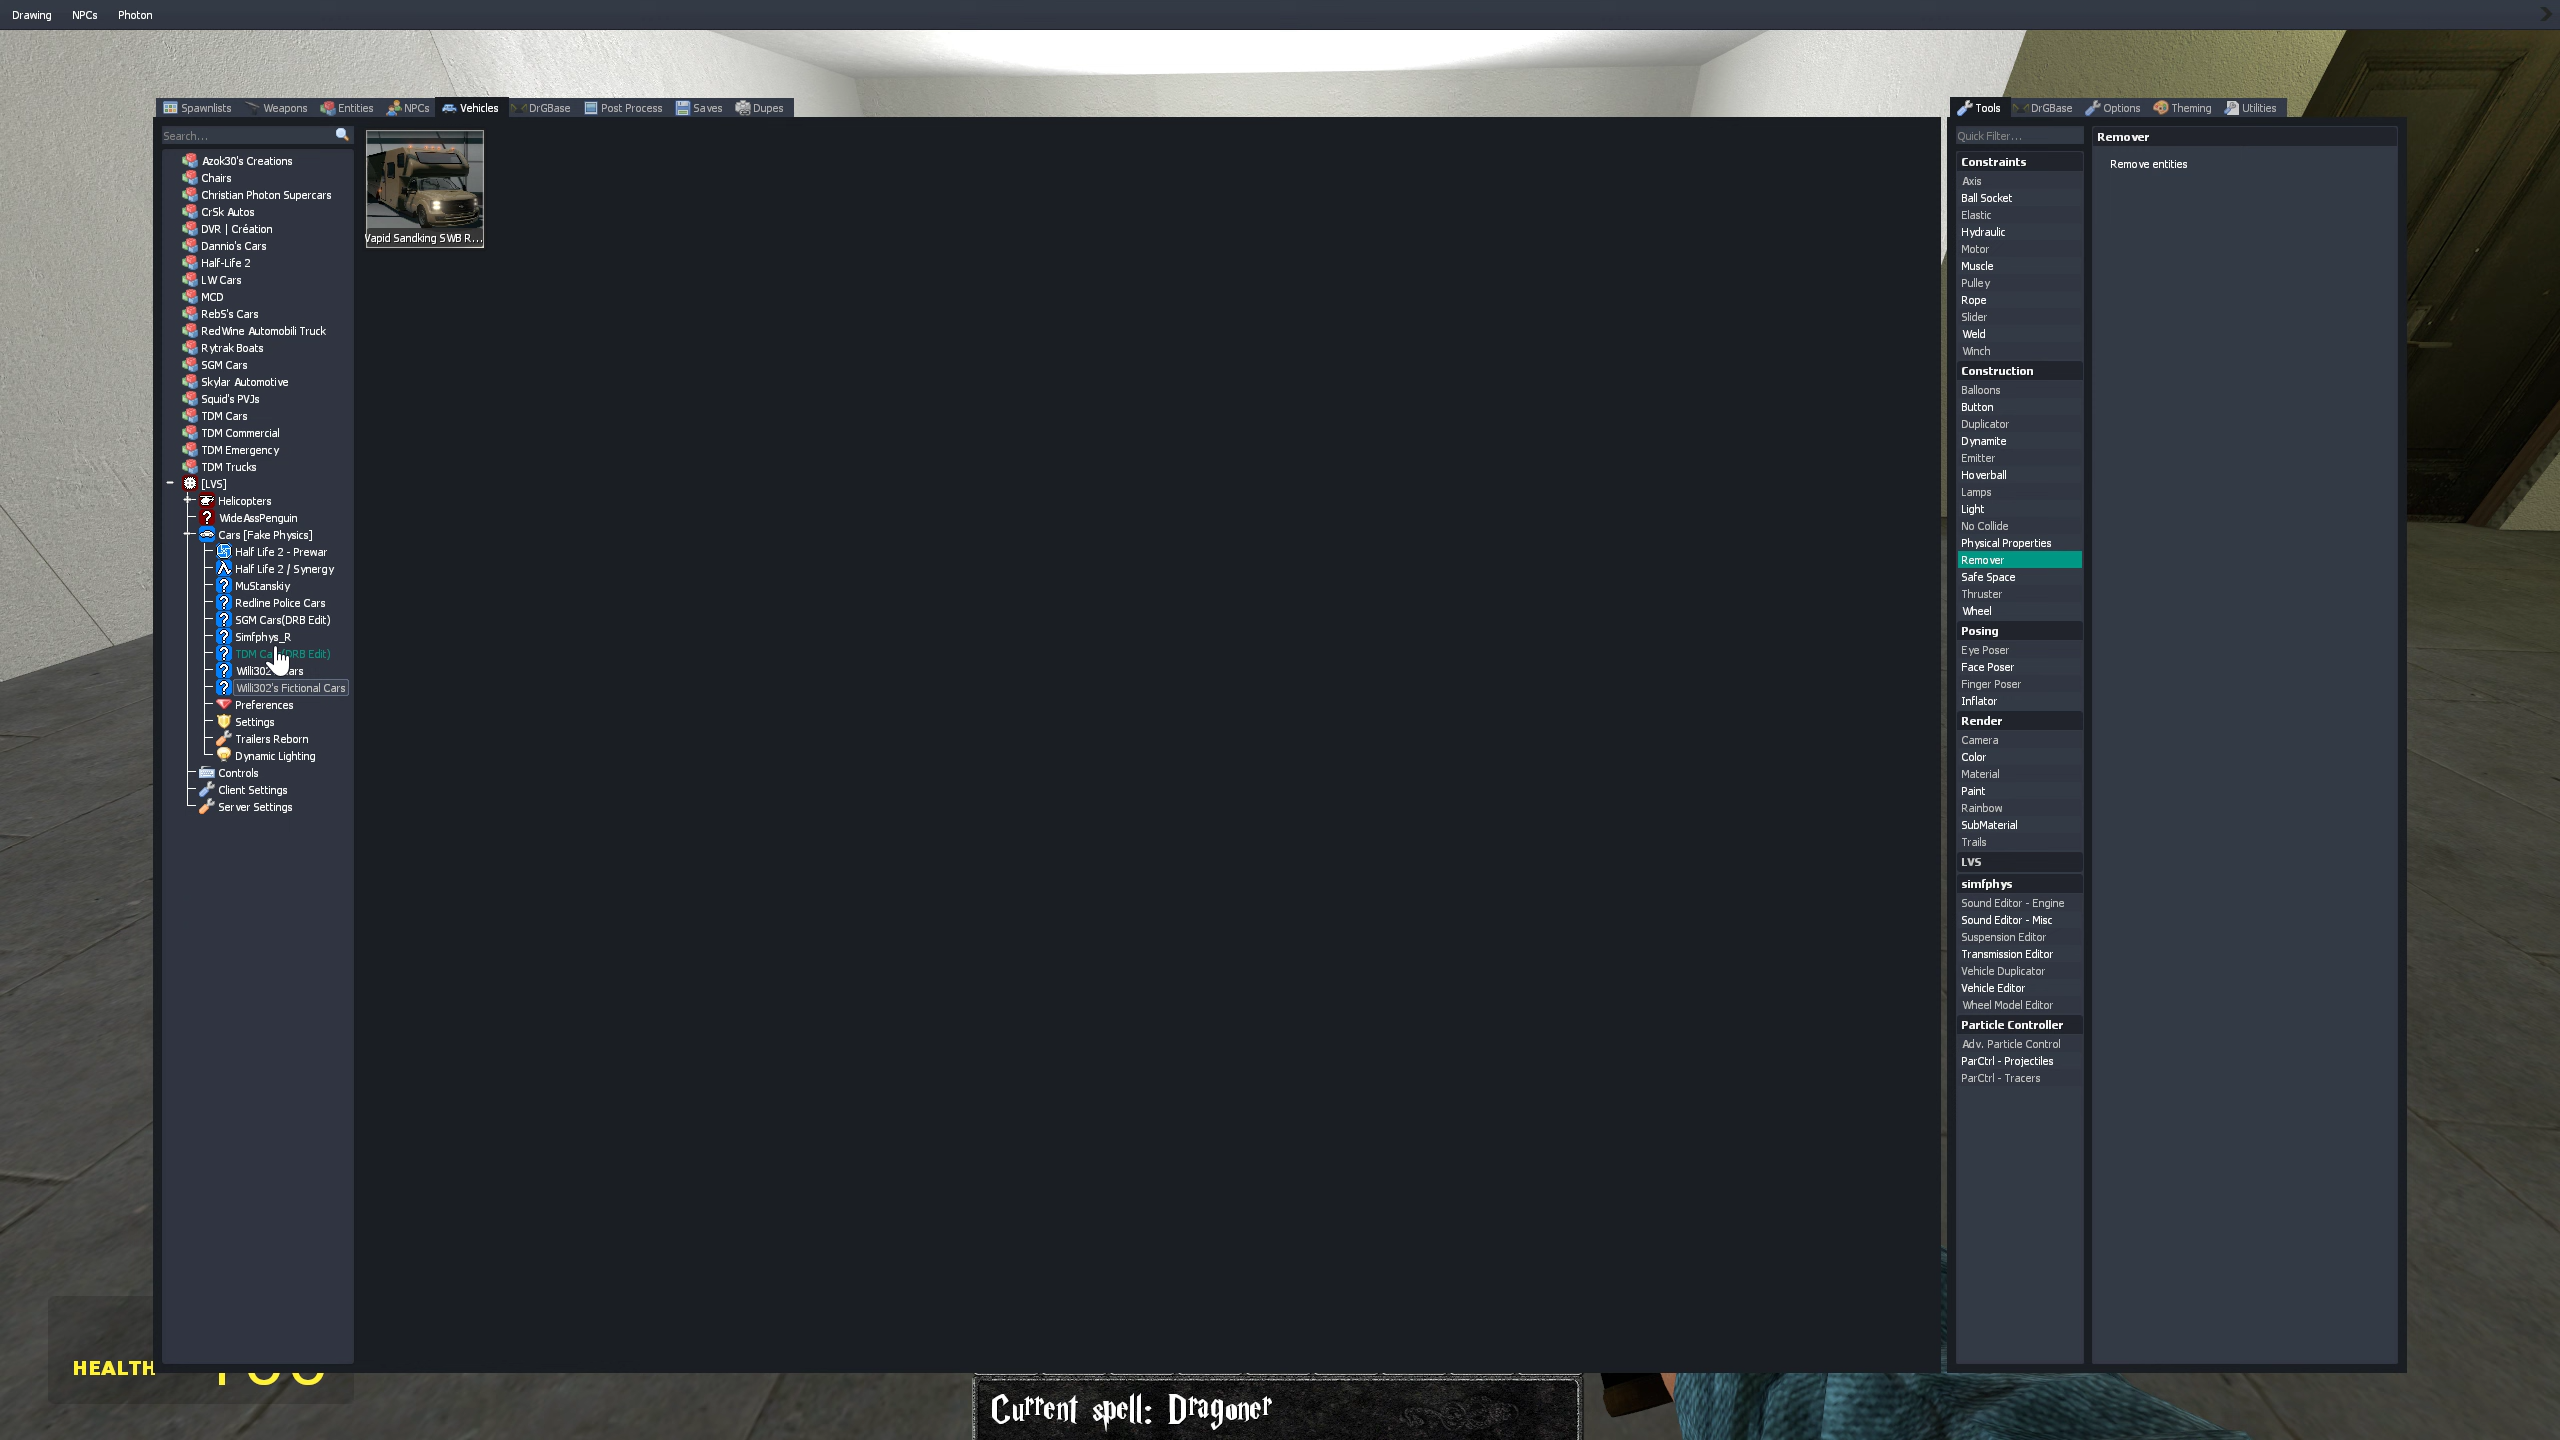 Drawing NPCs Photon
Spawnlists Weapons Entities NPCs Vehicles DrGBase Post Process Saves Dupes
Search...
Azok30's Creations
Chairs
Christian Photon Supercars
CrSk Autos
DVR | Création
Dannio's Cars
Half-Life 2
LW Cars
MCD
RebS's Cars
RedWine Automobili Truck
Rytrak Boats
SGM Cars
Skylar Automotive
Squid's PVJs
TDM Cars
TDM Commercial
TDM Emergency
TDM Trucks
[LVS]
Helicopters
WideAssPenguin
Cars [Fake Physics]
Half Life 2 - Prewar
Half Life 2 / Synergy
MuStanskiy
Redline Police Cars
SGM Cars(DRB Edit)
Simfphys_R
TDM (DRB Edit)
Willi302
Willi302's Fictional Cars
Preferences
Settings
Trailers Reborn
Dynamic Lighting
Controls
Client Settings
Server Settings
Vapid Sandking SWB R...
Tools DrGBase Options Theming Utilities
Quick Filter...
Constraints
Axis
Ball Socket
Elastic
Hydraulic
Motor
Muscle
Pulley
Rope
Slider
Weld
Winch
Construction
Balloons
Button
Duplicator
Dynamite
Emitter
Hoverball
Lamps
Light
No Collide
Physical Properties
Remover
Safe Space
Thruster
Wheel
Posing
Eye Poser
Face Poser
Finger Poser
Inflator
Render
Camera
Color
Material
Paint
Rainbow
SubMaterial
Trails
LVS
simfphys
Sound Editor - Engine
Sound Editor - Misc
Suspension Editor
Transmission Editor
Vehicle Duplicator
Vehicle Editor
Wheel Model Editor
Particle Controller
Adv. Particle Control
ParCtrl - Projectiles
ParCtrl - Tracers
Remover
Remove entities
HEALTH
Current spell: Dragoner